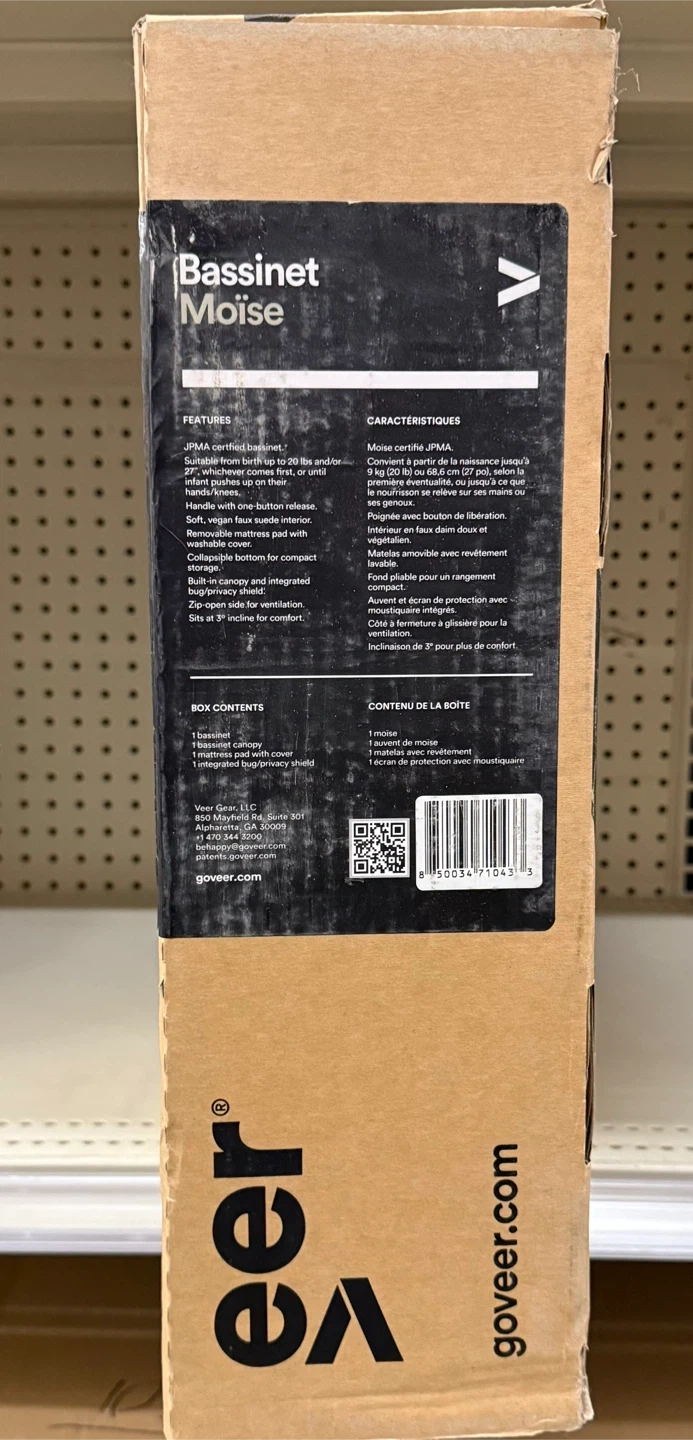 Bassinet
Moïse
FEATURES
JPMA certfied bassinet.
Suitable from birth up to 20 lbs and/or
27", whichever comes first, or until
infant pushes up on their
hands/knees.
Handle with one-button release.
Soft, vegan faux suede interior.
Removable mattress pad with
washable cover.
Collapsible bottom for compact
storage.
Built-in canopy and integrated
bug/privacy shield.
Zip-open side for ventilation.
Sits at 3° incline for comfort.
CARACTÉRISTIQUES
Moïse certifié JPMA.
Convient à partir de la naissance jusqu'à
9 kg (20 lb) ou 68,6 cm (27 po), selon la
première éventualité, ou jusqu'à ce que
le nourrisson se relève sur ses mains ou
ses genoux.
Poignée avec bouton de libération.
Intérieur en faux daim doux et
végétalien.
Matelas amovible avec revêtement
lavable.
Fond pliable pour un rangement
compact.
Auvent et écran de protection avec
moustiquaire intégrés.
Côté à fermeture à glissière pour la
ventilation.
Inclinaison de 3° pour plus de confort.
BOX CONTENTS
1 bassinet
1 bassinet canopy
1 mattress pad with cover
1 integrated bug/privacy shield
CONTENU DE LA BOÎTE
1 moïse
1 auvent de moïse
1 matelas avec revêtement
1 écran de protection avec moustiquaire
Veer Gear, LLC
850 Mayfield Rd. Suite 301
Alpharetta, GA 30009
+1 470 344 3200
behappy@goveer.com
patents.goveer.com
goveer.com
8 50034 71043 3
veer®
goveer.com